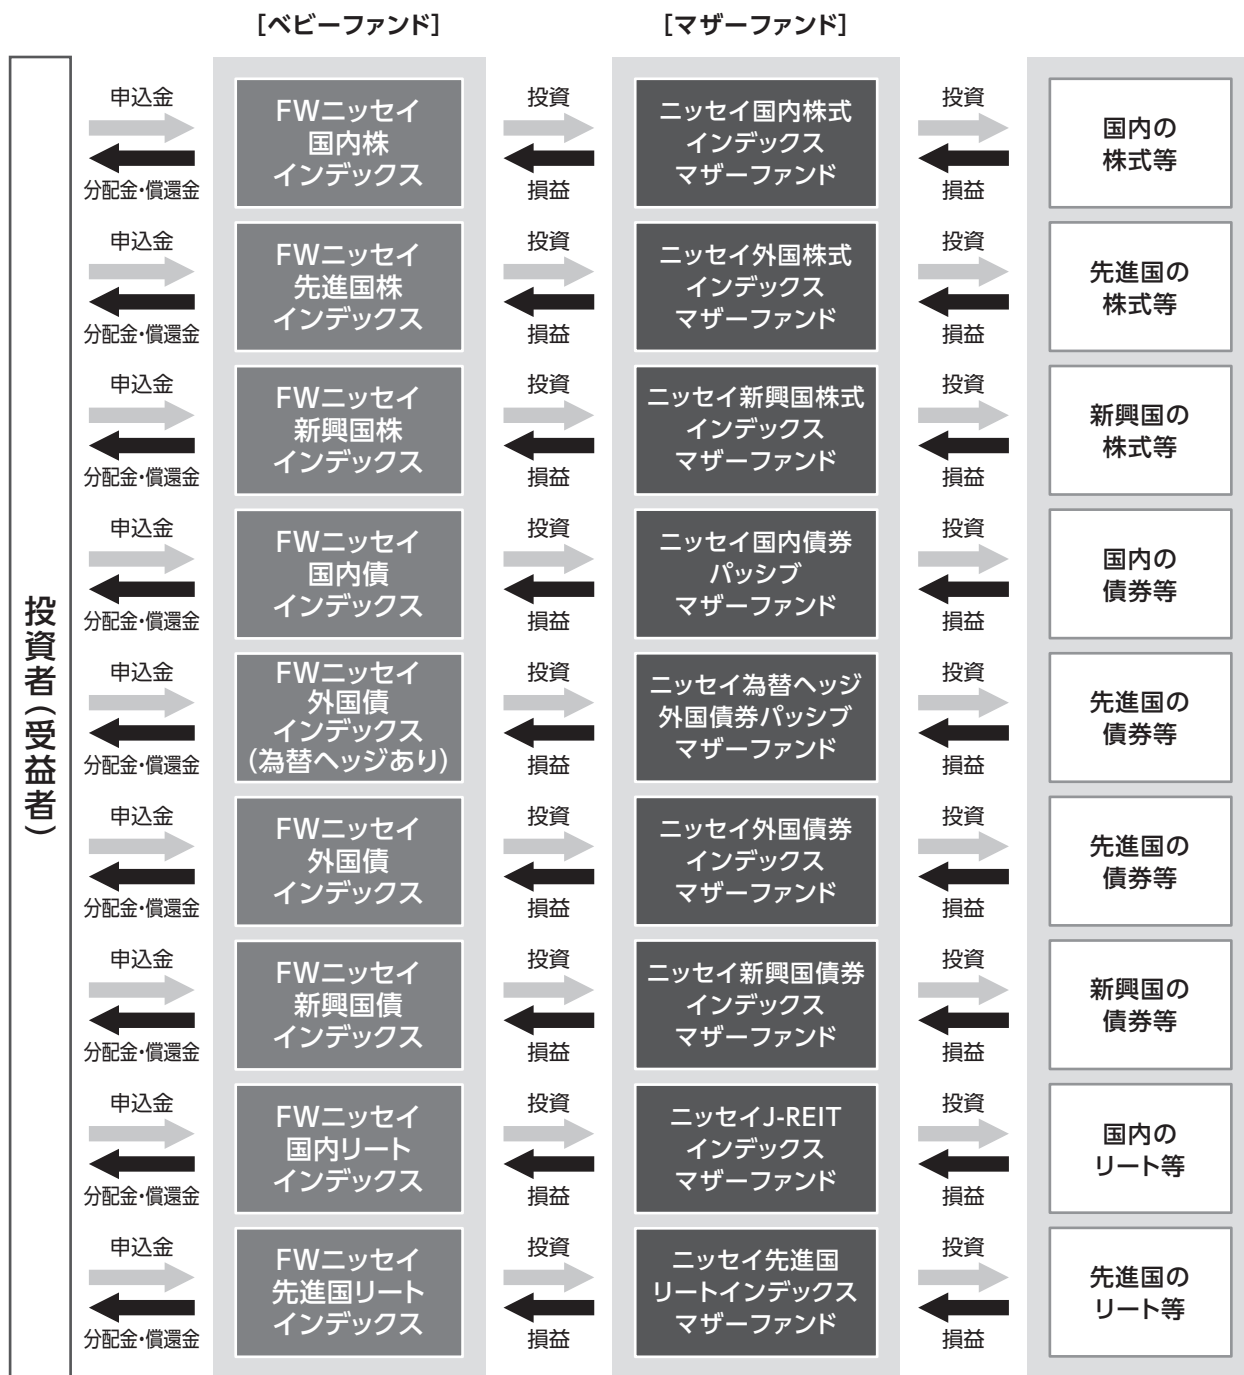 [ベビーファンド]
[マザーファンド]
投資者(受益者)
申込金
分配金・償還金
FWニッセイ
国内株
インデックス
投資
損益
ニッセイ国内株式
インデックス
マザーファンド
投資
損益
国内の
株式等
申込金
分配金・償還金
FWニッセイ
先進国株
インデックス
投資
損益
ニッセイ外国株式
インデックス
マザーファンド
投資
損益
先進国の
株式等
申込金
分配金・償還金
FWニッセイ
新興国株
インデックス
投資
損益
ニッセイ新興国株式
インデックス
マザーファンド
投資
損益
新興国の
株式等
申込金
分配金・償還金
FWニッセイ
国内債
インデックス
投資
損益
ニッセイ国内債券
パッシブ
マザーファンド
投資
損益
国内の
債券等
申込金
分配金・償還金
FWニッセイ
外国債
インデックス
(為替ヘッジあり)
投資
損益
ニッセイ為替ヘッジ
外国債券パッシブ
マザーファンド
投資
損益
先進国の
債券等
申込金
分配金・償還金
FWニッセイ
外国債
インデックス
投資
損益
ニッセイ外国債券
インデックス
マザーファンド
投資
損益
先進国の
債券等
申込金
分配金・償還金
FWニッセイ
新興国債
インデックス
投資
損益
ニッセイ新興国債券
インデックス
マザーファンド
投資
損益
新興国の
債券等
申込金
分配金・償還金
FWニッセイ
国内リート
インデックス
投資
損益
ニッセイJ-REIT
インデックス
マザーファンド
投資
損益
国内の
リート等
申込金
分配金・償還金
FWニッセイ
先進国リート
インデックス
投資
損益
ニッセイ先進国
リートインデックス
マザーファンド
投資
損益
先進国の
リート等